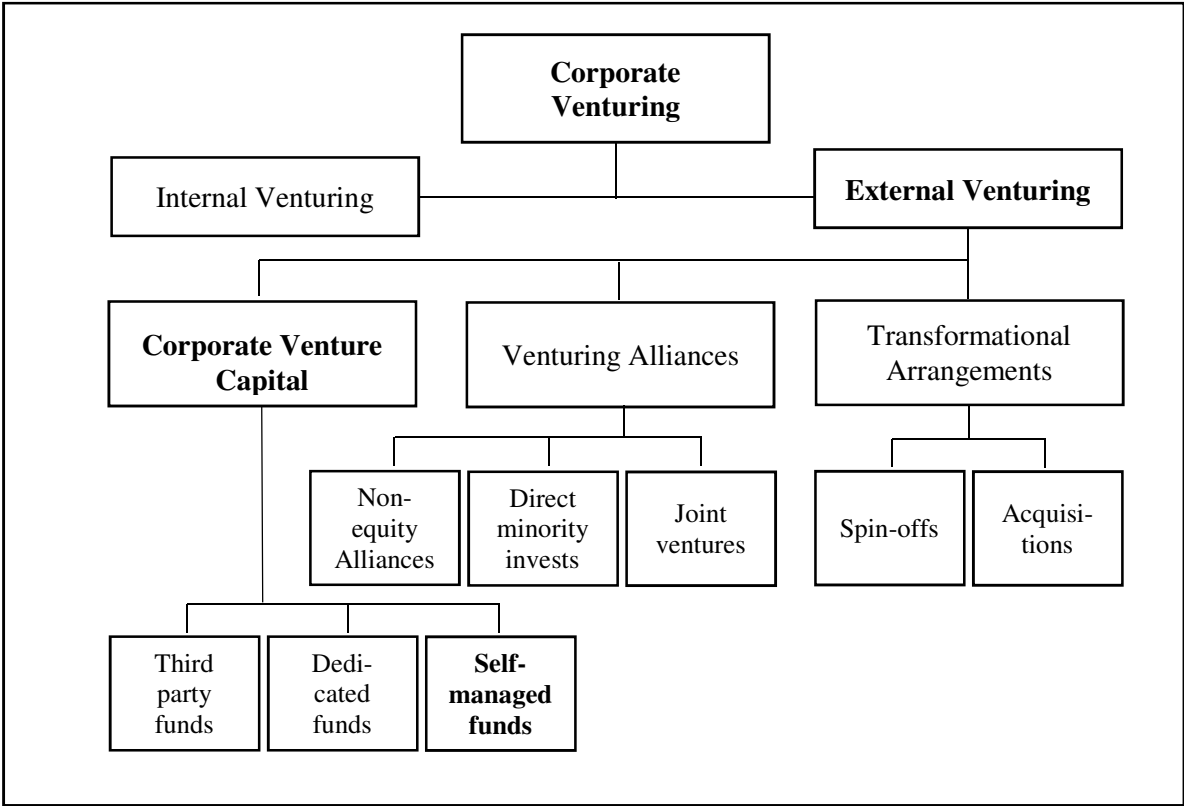 Corporate
Venturing
Internal Venturing
External Venturing
Corporate Venture
Capital
Venturing Alliances
Transformational
Arrangements
Non-
equity
Alliances
Direct
minority
invests
Joint
ventures
Spin-offs
Acquisi-
tions
Third
party
funds
Dedi-
cated
funds
Self-
managed
funds